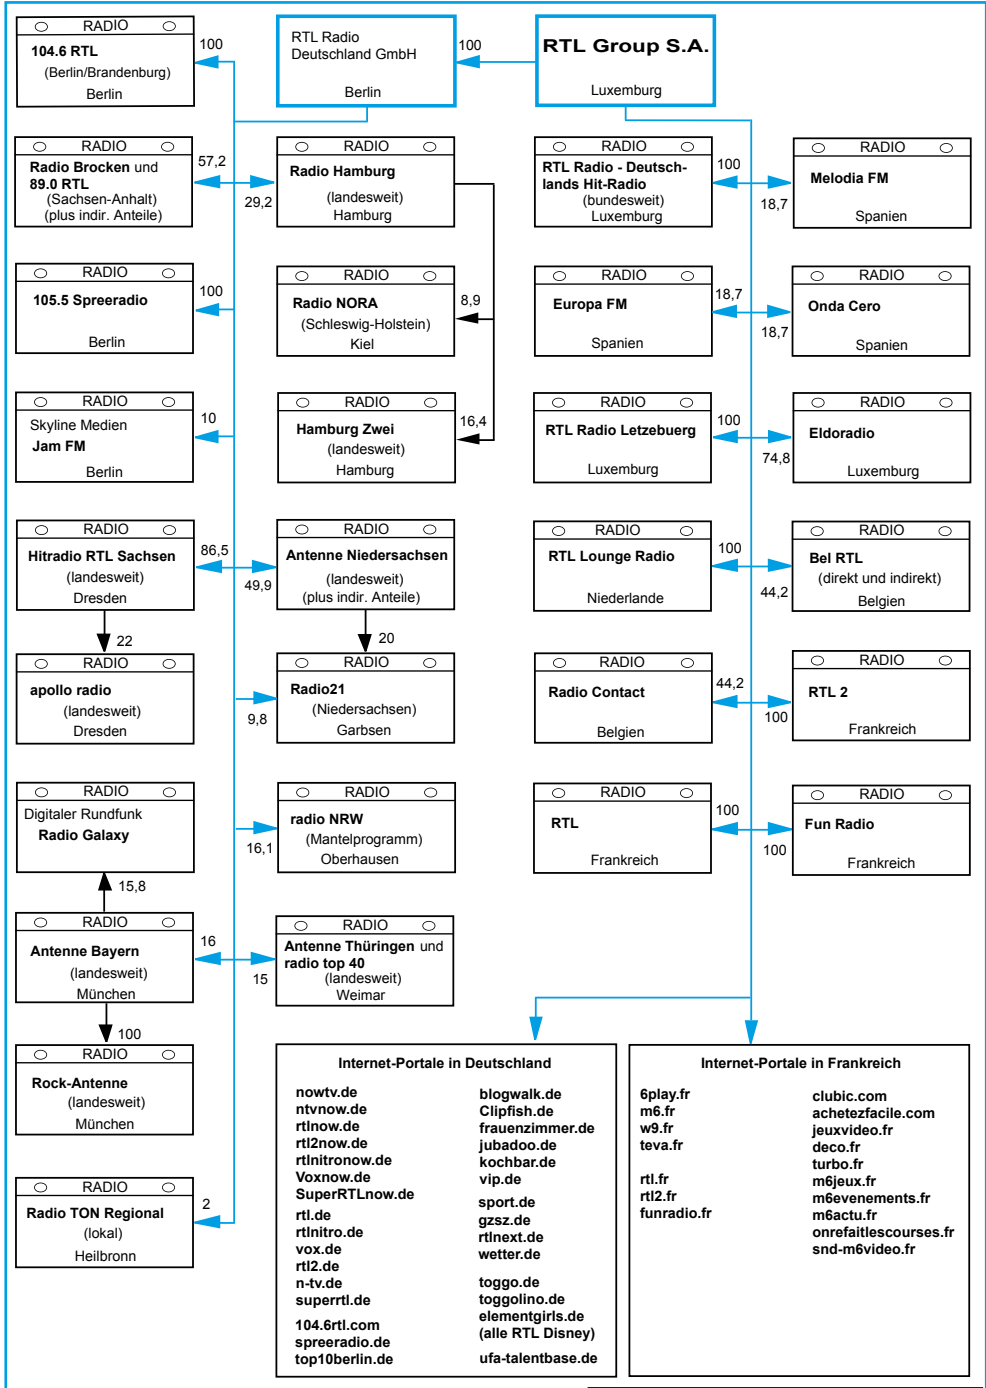 RADIO
104.6 RTL
(Berlin/Brandenburg)
Berlin
100
RTL Radio
Deutschland GmbH
Berlin
100
RTL Group S.A.
Luxemburg
RADIO
Radio Brocken und
89.0 RTL
(Sachsen-Anhalt)
(plus indir. Anteile)
57,2
29,2
RADIO
Radio Hamburg
(landesweit)
Hamburg
RADIO
RTL Radio - Deutsch-
lands Hit-Radio
(bundesweit)
Luxemburg
100
18,7
RADIO
Melodia FM
Spanien
RADIO
105.5 Spreeradio
Berlin
100
RADIO
Radio NORA
(Schleswig-Holstein)
Kiel
8,9
RADIO
Europa FM
Spanien
18,7
18,7
RADIO
Onda Cero
Spanien
RADIO
Skyline Medien
Jam FM
Berlin
10
RADIO
Hamburg Zwei
(landesweit)
Hamburg
16,4
RADIO
RTL Radio Letzebuerg
Luxemburg
100
74,8
RADIO
Eldoradio
Luxemburg
RADIO
Hitradio RTL Sachsen
(landesweit)
Dresden
86,5
49,9
RADIO
Antenne Niedersachsen
(landesweit)
(plus indir. Anteile)
RADIO
RTL Lounge Radio
Niederlande
100
44,2
RADIO
Bel RTL
(direkt und indirekt)
Belgien
22
20
RADIO
apollo radio
(landesweit)
Dresden
9,8
RADIO
Radio21
(Niedersachsen)
Garbsen
RADIO
Radio Contact
Belgien
44,2
100
RADIO
RTL 2
Frankreich
RADIO
Digitaler Rundfunk
Radio Galaxy
16,1
RADIO
radio NRW
(Mantelprogramm)
Oberhausen
RADIO
RTL
Frankreich
100
100
RADIO
Fun Radio
Frankreich
15,8
RADIO
Antenne Bayern
(landesweit)
München
16
15
RADIO
Antenne Thüringen und
radio top 40
(landesweit)
Weimar
100
RADIO
Rock-Antenne
(landesweit)
München
RADIO
Radio TON Regional
(lokal)
Heilbronn
2
Internet-Portale in Deutschland
nowtv.de
ntvnow.de
rtlnow.de
rtl2now.de
rtlnitronow.de
Voxnow.de
SuperRTLnow.de
rtl.de
rtlnitro.de
vox.de
rtl2.de
n-tv.de
superrtl.de
104.6rtl.com
spreeradio.de
top10berlin.de
blogwalk.de
Clipfish.de
frauenzimmer.de
jubadoo.de
kochbar.de
vip.de
sport.de
gzsz.de
rtlnext.de
wetter.de
toggo.de
toggolino.de
elementgirls.de
(alle RTL Disney)
ufa-talentbase.de
Internet-Portale in Frankreich
6play.fr
m6.fr
w9.fr
teva.fr
rtl.fr
rtl2.fr
funradio.fr
clubic.com
achetezfacile.com
jeuxvideo.fr
deco.fr
turbo.fr
m6jeux.fr
m6evenements.fr
m6actu.fr
onrefaitlescourses.fr
snd-m6video.fr